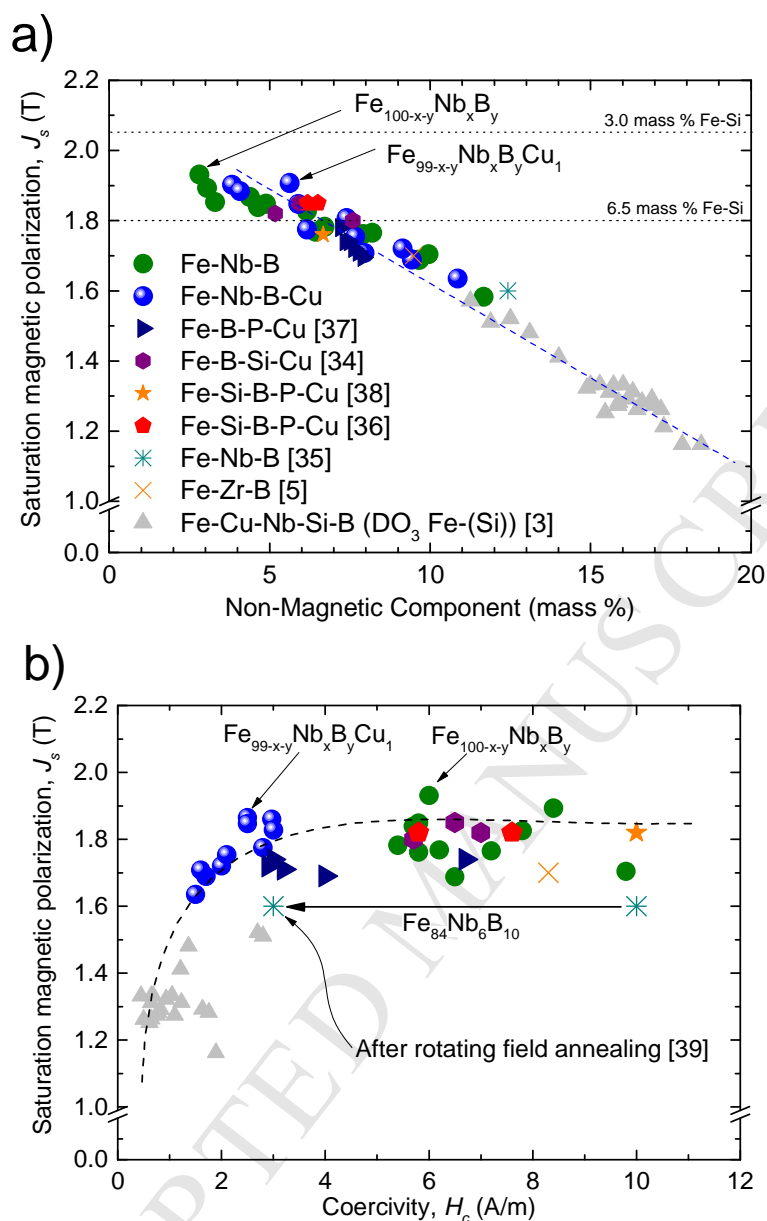 a)
2.2
2.0
1.8
1.6
1.4
1.2
1.0
0.0
Saturation magnetic polarization, Js (T)
Fe100-x-yNbxBy
3.0 mass % Fe-Si
Fe99-x-yNbxByCu1
6.5 mass % Fe-Si
Fe-Nb-B
Fe-Nb-B-Cu
Fe-B-P-Cu [37]
Fe-B-Si-Cu [34]
Fe-Si-B-P-Cu [38]
Fe-Si-B-P-Cu [36]
Fe-Nb-B [35]
Fe-Zr-B [5]
Fe-Cu-Nb-Si-B (DO3 Fe-(Si)) [3]
0 5 10 15 20
Non-Magnetic Component (mass %)
b)
2.2
2.0
1.8
1.6
1.4
1.2
1.0
0.0
Saturation magnetic polarization, Js (T)
Fe99-x-yNbxByCu1
Fe100-x-yNbxBy
Fe84Nb6B10
After rotating field annealing [39]
0 2 4 6 8 10 12
Coercivity, Hc (A/m)
PTED MANUS CR